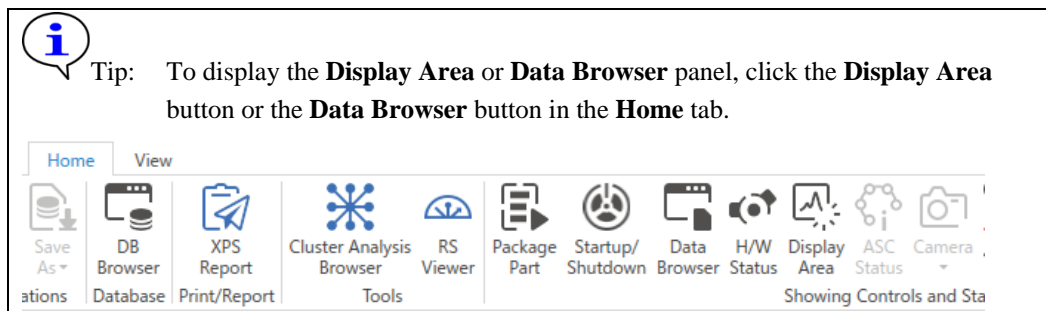 Tip: To display the Display Area or Data Browser panel, click the Display Area
button or the Data Browser button in the Home tab.
Home View
Save As DB Browser XPS Report Cluster Analysis Browser RS Viewer Package Part Startup/ Shutdown Data Browser H/W Status Display Area ASC Status Camera
ations Database Print/Report Tools Showing Controls and Sta